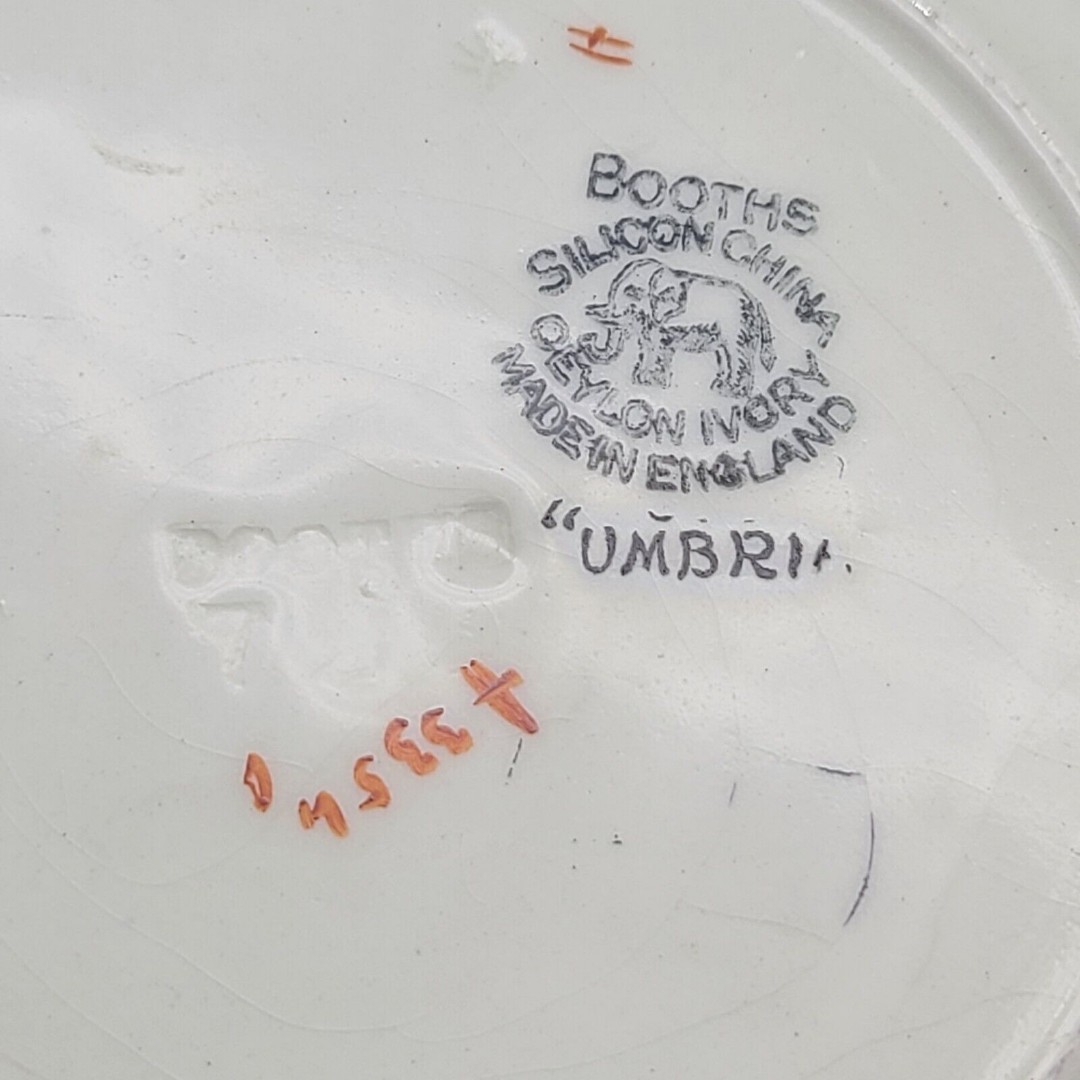 BOOTHS
SILICON CHINA
CEYLON IVORY
MADE IN ENGLAND
"UMBRI